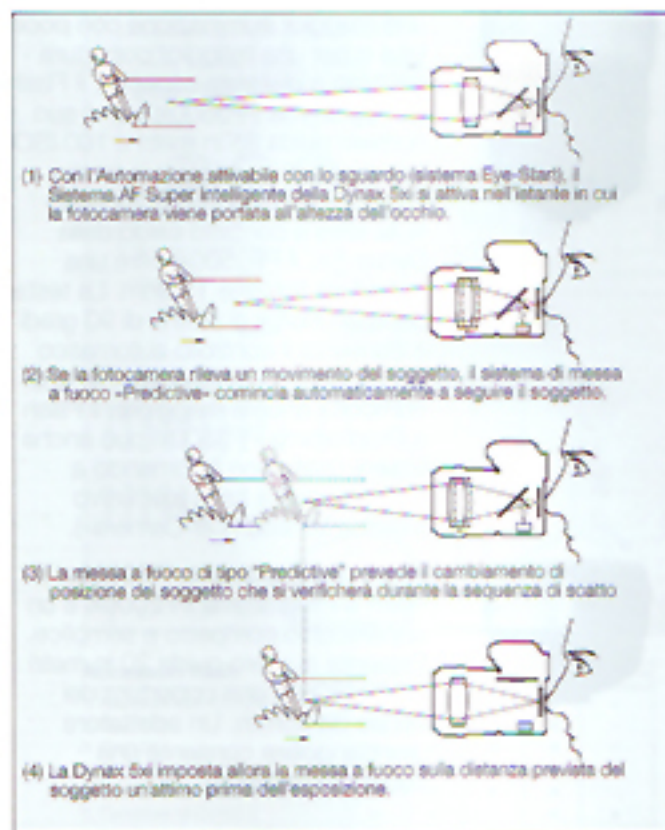 (1) Con l'Automazione attivabile con lo sguardo (sistema Eye-Start), il
Sistema AF Super Intelligente della Dynax 5xi si attiva nell'istante in cui
la fotocamera viene portata all'altezza dell'occhio.
(2) Se la fotocamera rileva un movimento del soggetto, il sistema di messa
a fuoco «Predictive» comincia automaticamente a seguire il soggetto.
(3) La messa a fuoco di tipo "Predictive" prevede il cambiamento di
posizione del soggetto che si verificherà durante la sequenza di scatto
(4) La Dynax 5xi imposta allora la messa a fuoco sulla distanza prevista del
soggetto un'attimo prima dell'esposizione.